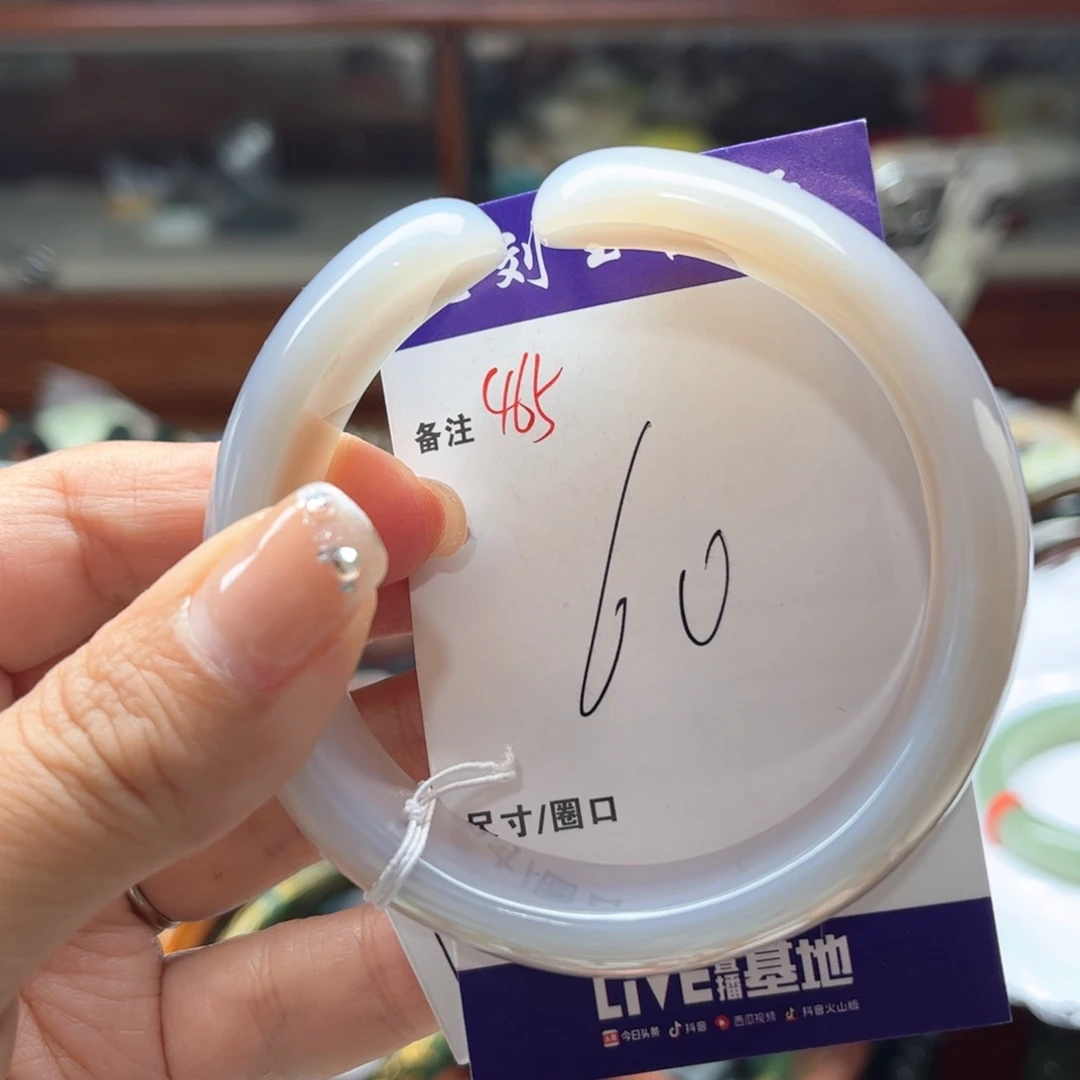 刘
备注 465
60
尺寸/圈口
LIVE直播基地
今日头条 抖音 西瓜视频 抖音火山版